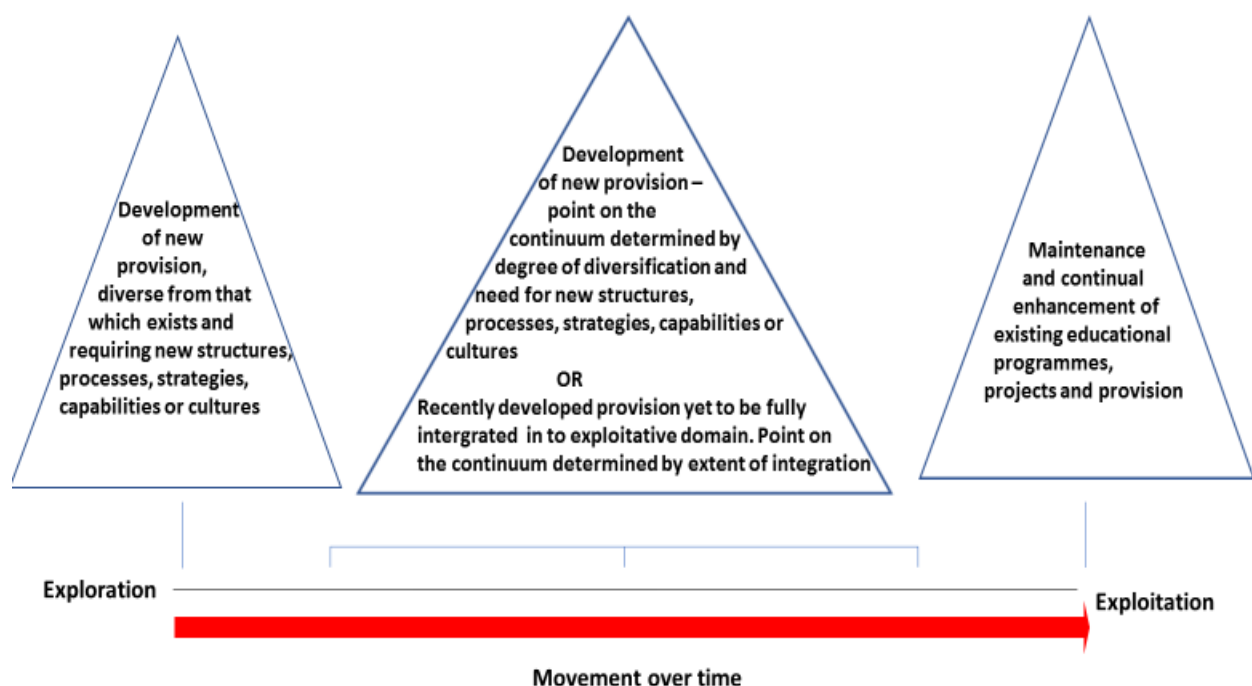 Development
of new
provision,
diverse from that
which exists and
requiring new structures,
processes, strategies,
capabilities or cultures
Development
of new provision –
point on the
continuum determined by
degree of diversification and
need for new structures,
processes, strategies, capabilities or
cultures
OR
Recently developed provision yet to be fully
intergrated in to exploitative domain. Point on
the continuum determined by extent of integration
Maintenance
and continual
enhancement of
existing educational
programmes,
projects and provision
Exploration
Exploitation
Movement over time